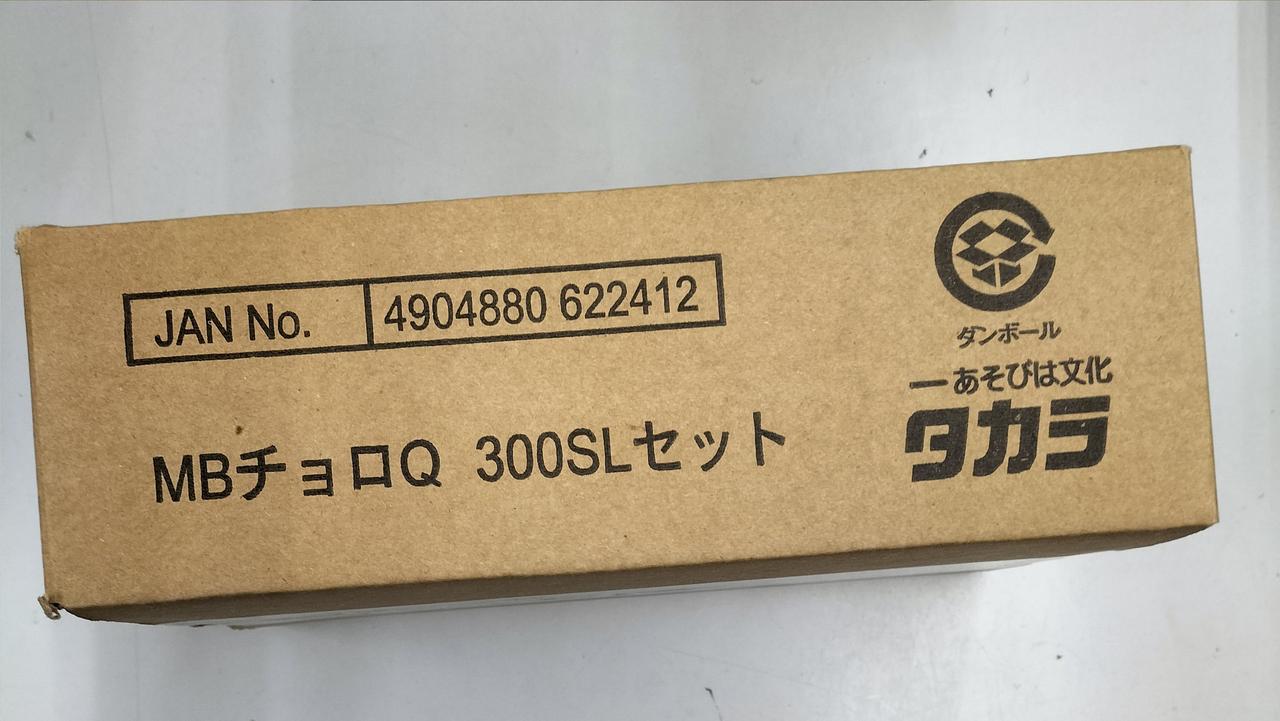 JAN No. 4904880 622412
MBチョロQ 300SLセット
ダンボール
ーあそびは文化
タカラ